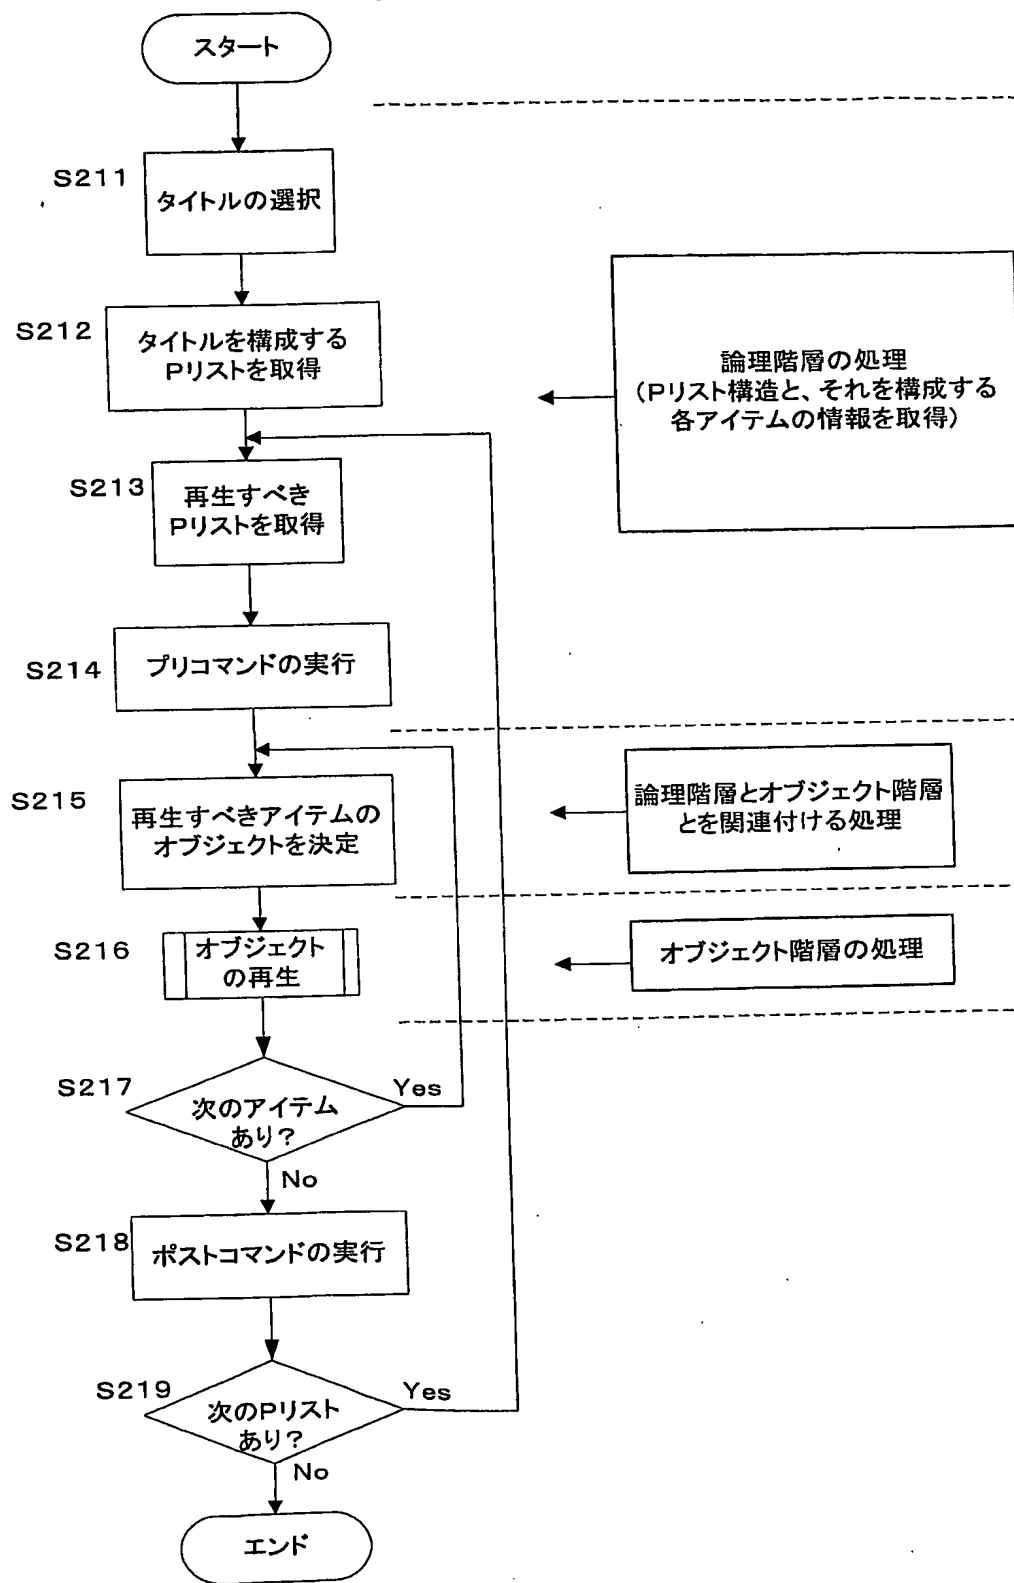 スタート
S211
タイトルの選択
S212
タイトルを構成する
Pリストを取得
論理階層の処理
(Pリスト構造と、それを構成する
各アイテムの情報を取得)
S213
再生すべき
Pリストを取得
S214
プリコマンドの実行
S215
再生すべきアイテムの
オブジェクトを決定
論理階層とオブジェクト階層
とを関連付ける処理
S216
オブジェクト
の再生
オブジェクト階層の処理
S217
次のアイテム
あり?
Yes
No
S218
ポストコマンドの実行
S219
次のPリスト
あり?
Yes
No
エンド